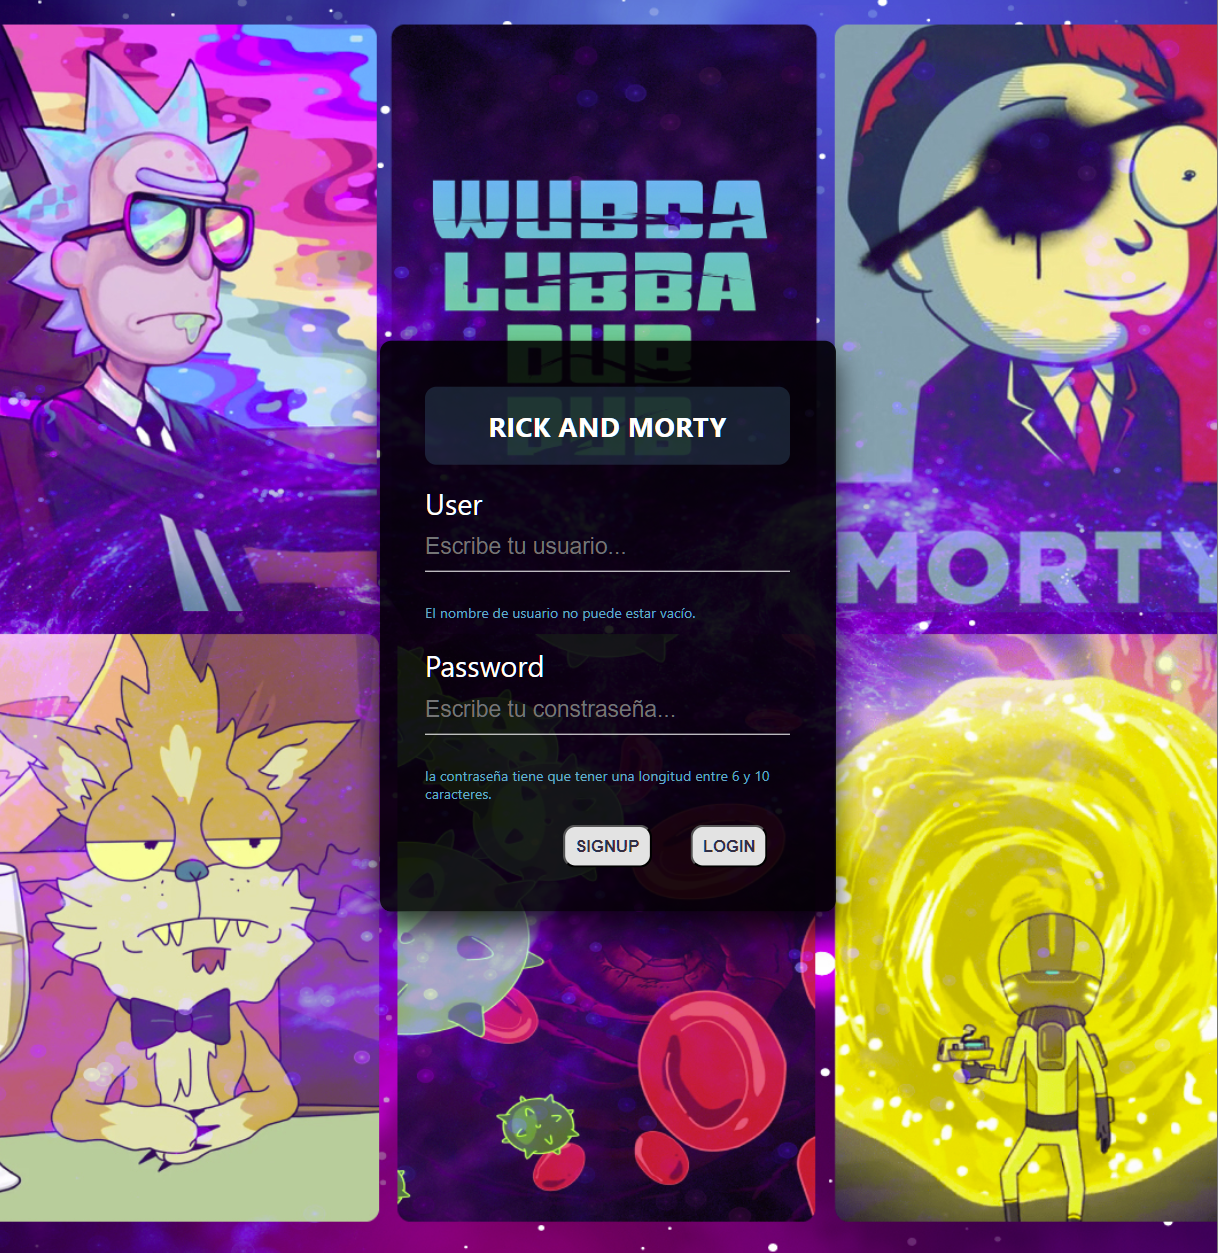 WUBBA
LUBBA
DUB
DUB
MORTY
RICK AND MORTY
User
Escribe tu usuario...
El nombre de usuario no puede estar vacío.
Password
Escribe tu constraseña...
la contraseña tiene que tener una longitud entre 6 y 10
caracteres.
SIGNUP
LOGIN